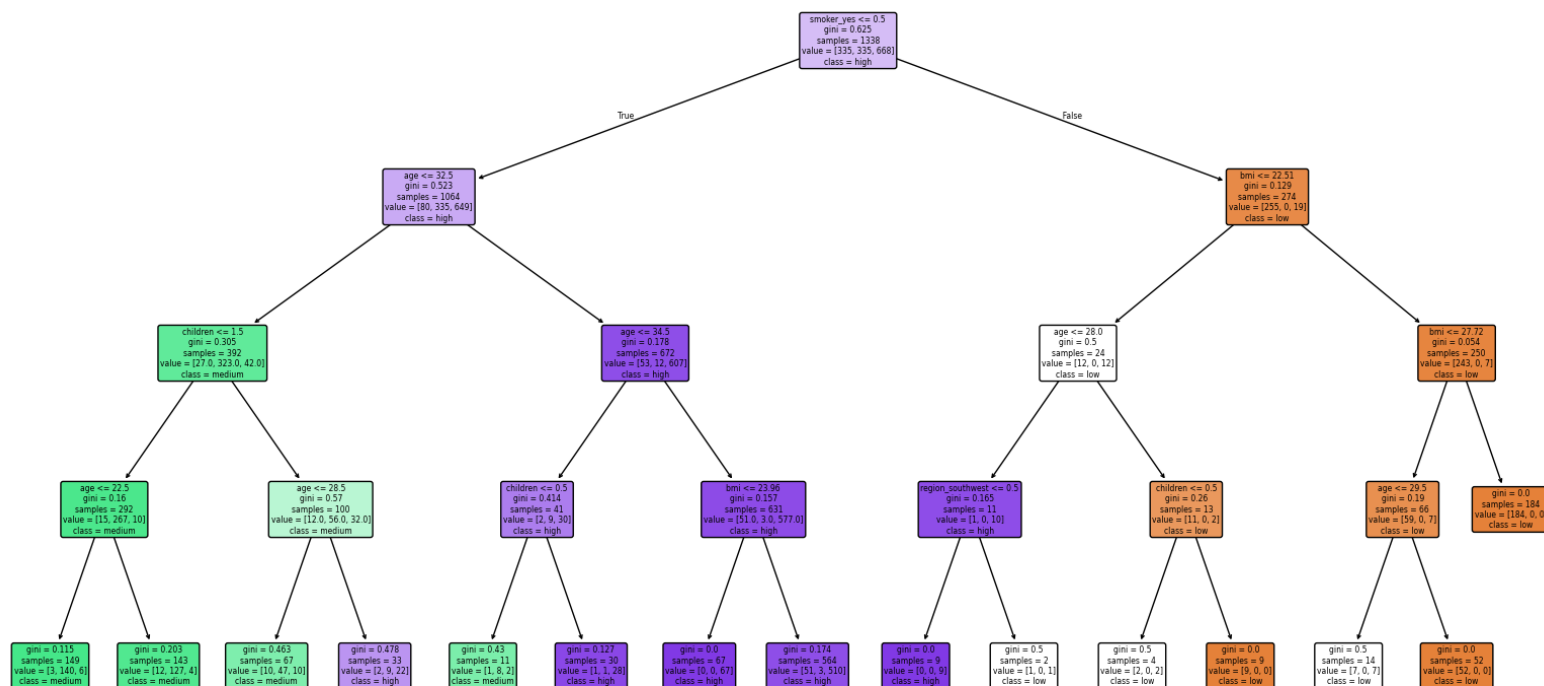 smoker_yes <= 0.5
gini = 0.625
samples = 1338
value = [335, 335, 668]
class = high
True
False
age <= 32.5
gini = 0.523
samples = 1064
value = [80, 335, 649]
class = high
bmi <= 22.51
gini = 0.129
samples = 274
value = [255, 0, 19]
class = low
children <= 1.5
gini = 0.305
samples = 392
value = [27.0, 323.0, 42.0]
class = medium
age <= 34.5
gini = 0.178
samples = 672
value = [53, 12, 607]
class = high
age <= 28.0
gini = 0.5
samples = 24
value = [12, 0, 12]
class = low
bmi <= 27.72
gini = 0.054
samples = 250
value = [243, 0, 7]
class = low
age <= 22.5
gini = 0.16
samples = 292
value = [15, 267, 10]
class = medium
age <= 28.5
gini = 0.57
samples = 100
value = [12.0, 56.0, 32.0]
class = medium
children <= 0.5
gini = 0.414
samples = 41
value = [2, 9, 30]
class = high
bmi <= 23.96
gini = 0.157
samples = 631
value = [51.0, 3.0, 577.0]
class = high
region_southwest <= 0.5
gini = 0.165
samples = 11
value = [1, 0, 10]
class = high
children <= 0.5
gini = 0.26
samples = 13
value = [11, 0, 2]
class = low
age <= 29.5
gini = 0.19
samples = 66
value = [59, 0, 7]
class = low
gini = 0.0
samples = 184
value = [184, 0, 0
class = low
gini = 0.115
samples = 149
value = [3, 140, 6]
class = medium
gini = 0.203
samples = 143
value = [12, 127, 4]
class = medium
gini = 0.463
samples = 67
value = [10, 47, 10]
class = medium
gini = 0.478
samples = 33
value = [2, 9, 22]
class = high
gini = 0.43
samples = 11
value = [1, 8, 2]
class = medium
gini = 0.127
samples = 30
value = [1, 1, 28]
class = high
gini = 0.0
samples = 67
value = [0, 0, 67]
class = high
gini = 0.174
samples = 564
value = [51, 3, 510]
class = high
gini = 0.0
samples = 9
value = [0, 0, 9]
class = high
gini = 0.5
samples = 2
value = [1, 0, 1]
class = low
gini = 0.5
samples = 4
value = [2, 0, 2]
class = low
gini = 0.0
samples = 9
value = [9, 0, 0]
class = low
gini = 0.5
samples = 14
value = [7, 0, 7]
class = low
gini = 0.0
samples = 52
value = [52, 0, 0]
class = low